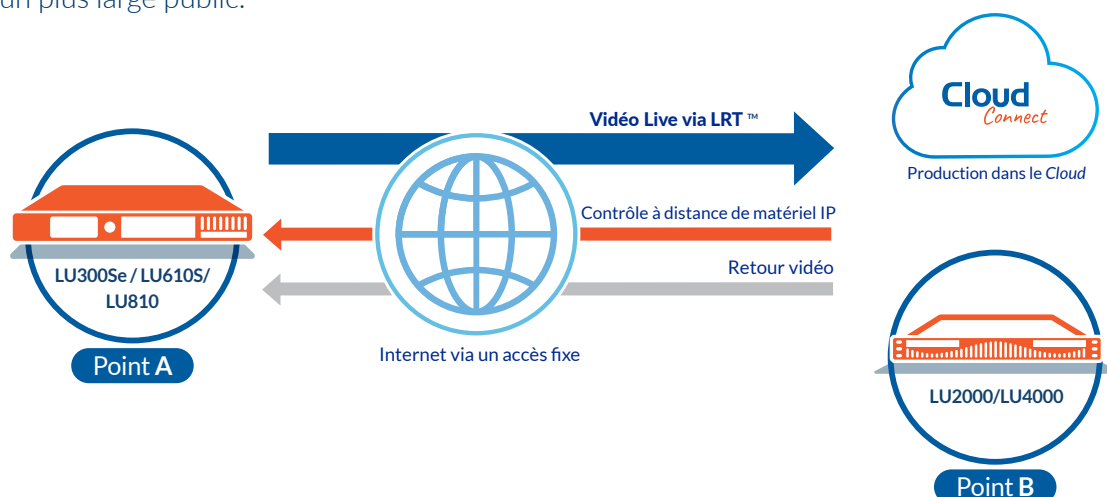 un plus large public.
Vidéo Live via LRT ™
Cloud
Connect
Production dans le Cloud
Contrôle à distance de matériel IP
Retour vidéo
LU300Se / LU610S/
LU810
Point A
Internet via un accès fixe
LU2000/LU4000
Point B